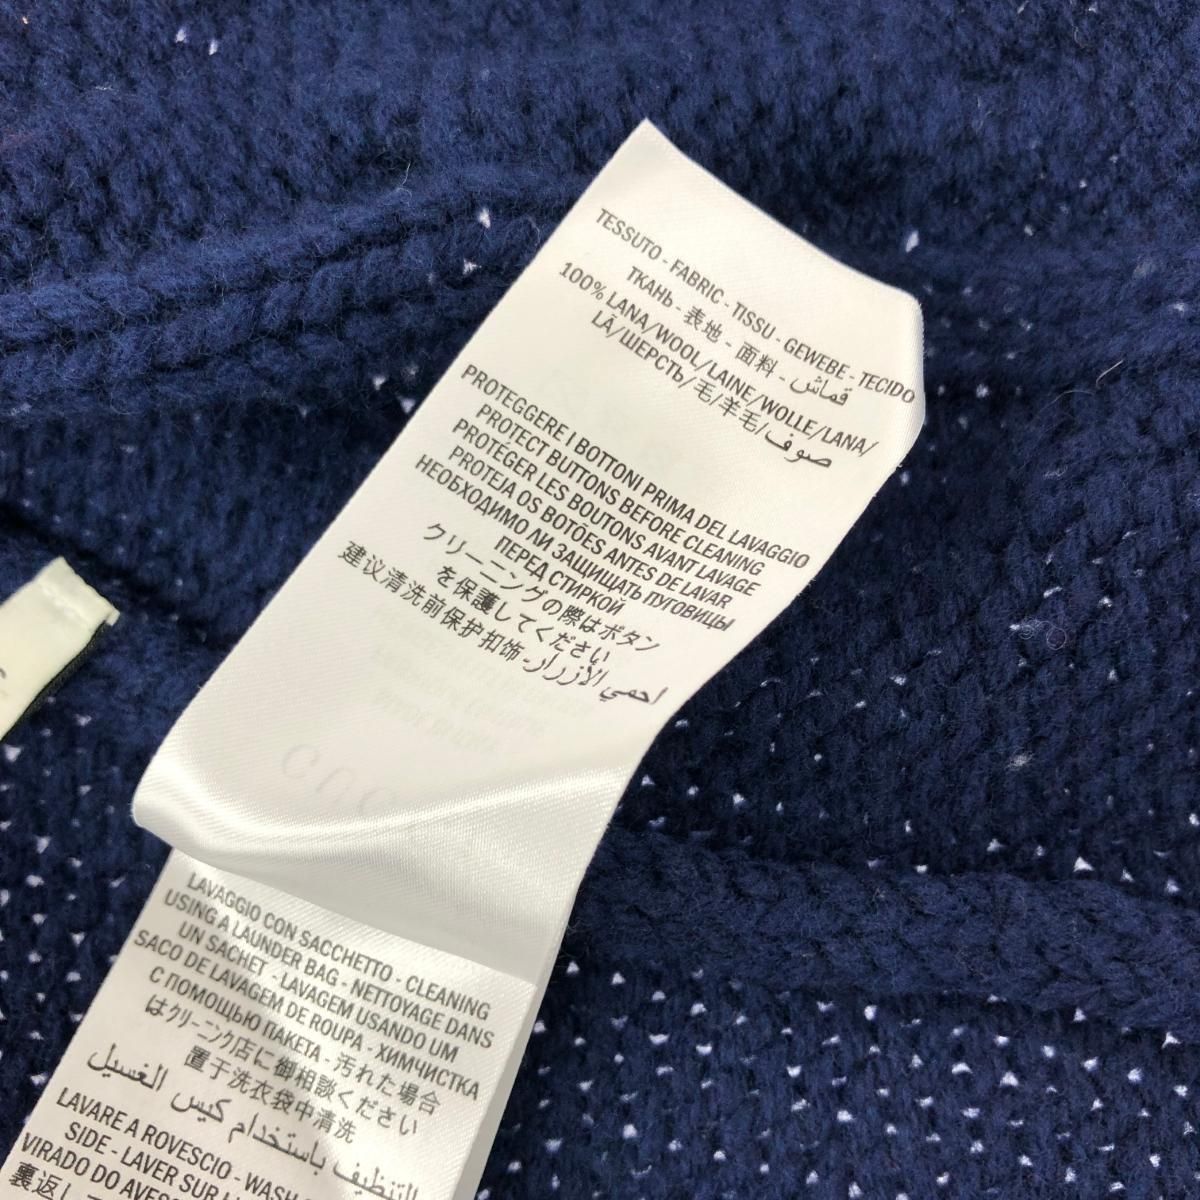 TESSUTO - FABRIC - TISSU - GEWEBE - TECIDO
ТКАНЬ - 表地 - 面料 - قماش
100% LANA/WOOL/LAINE/WOLLE/LANA/
LÃ/ШЕРСТЬ/毛/羊毛/صوف
PROTEGGERE I BOTTONI PRIMA DEL LAVAGGIO
PROTECT BUTTONS BEFORE CLEANING
PROTÉGER LES BOUTONS AVANT LAVAGE
PROTEJA OS BOTÕES ANTES DE LAVAR
НЕОБХОДИМО ЛИ ЗАЩИЩАТЬ ПУГОВИЦЫ
ПЕРЕД СТИРКОЙ
クリーニングの際はボタン
を保護してください
建议清洗前保护扣饰 - احمي الأزرار
LAVAGGIO CON SACCHETTO - CLEANING
USING A LAUNDER BAG - NETTOYAGE DANS
UN SACHET - LAVAGEM USANDO UM
SACO DE LAVAGEM DE ROUPA - ХИМЧИСТКА
С ПОМОЩЬЮ ПАКЕТА - 汚れた場合
はクリーニング店に御相談ください
置于洗衣袋中清洗
التنظيف باستخدام كيس الغسيل
LAVARE A ROVESCIO - WASH
SIDE - LAVER SUR
VIRADO DO AVESSO
裏返し